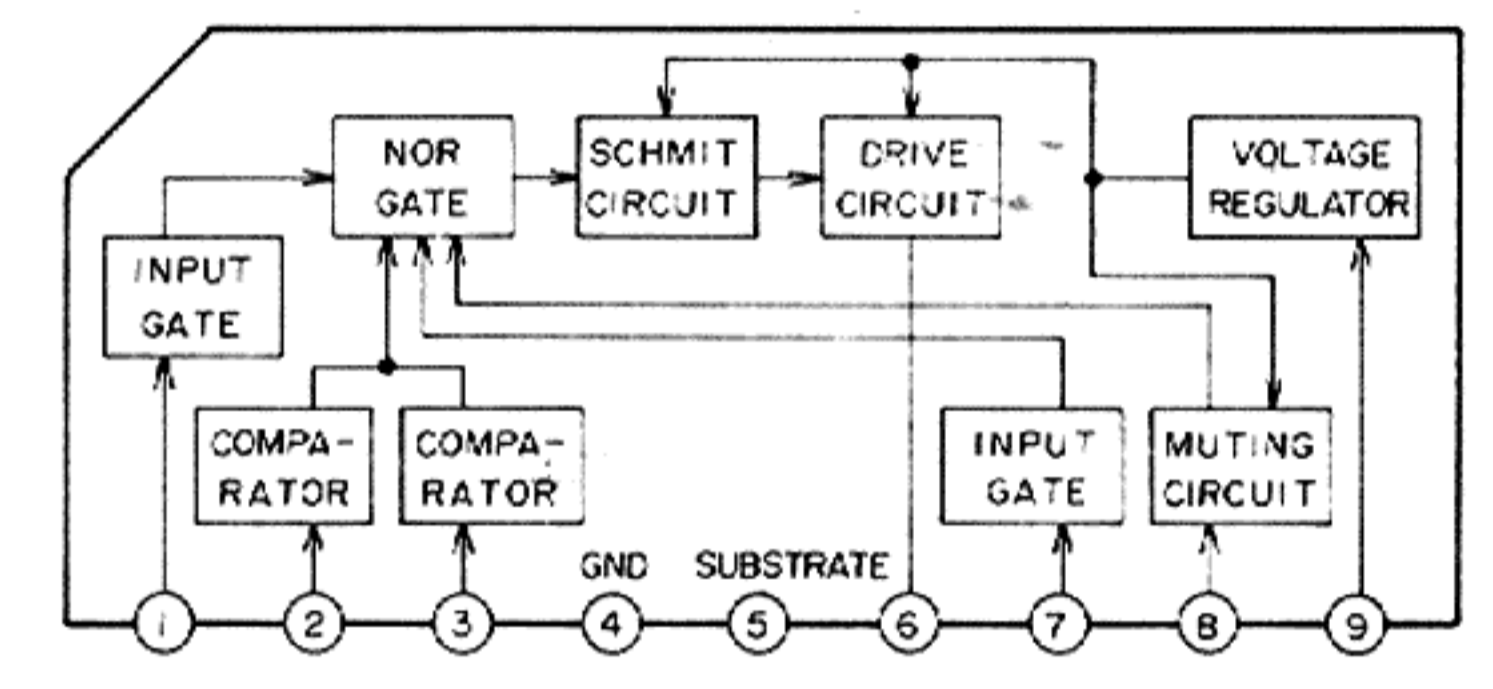 NOR
GATE
SCHMIT
CIRCUIT
DRIVE
CIRCUIT
VOLTAGE
REGULATOR
INPUT
GATE
COMPA-
RATOR
COMPA-
RATOR
INPUT
GATE
MUTING
CIRCUIT
GND
SUBSTRATE
1 2 3 4 5 6 7 8 9